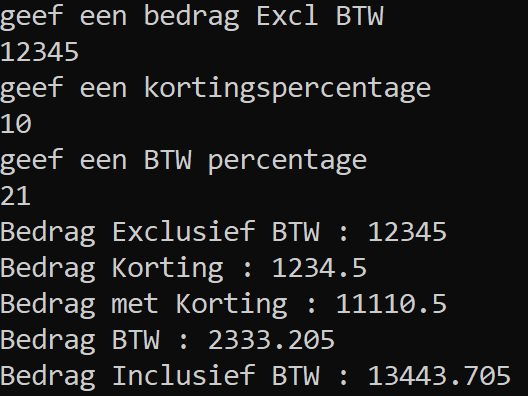 geef een bedrag Excl BTW
12345
geef een kortingspercentage
10
geef een BTW percentage
21
Bedrag Exclusief BTW : 12345
Bedrag Korting : 1234.5
Bedrag met Korting : 11110.5
Bedrag BTW : 2333.205
Bedrag Inclusief BTW : 13443.705